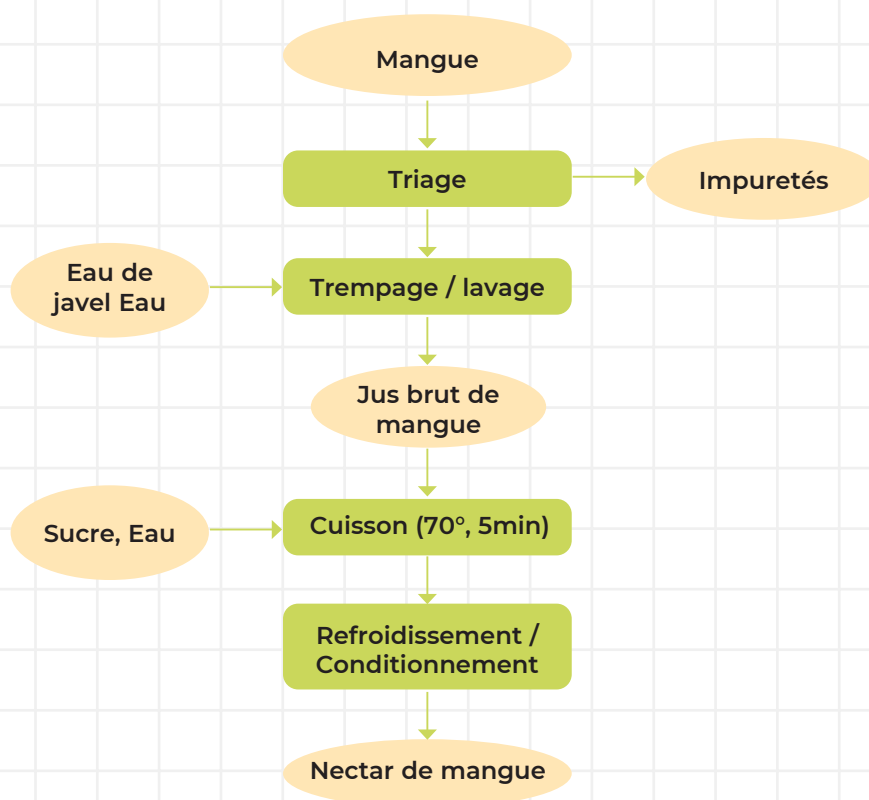 Mangue
Triage
Impuretés
Eau de
javel Eau
Trempage / lavage
Jus brut de
mangue
Sucre, Eau
Cuisson (70°, 5min)
Refroidissement /
Conditionnement
Nectar de mangue